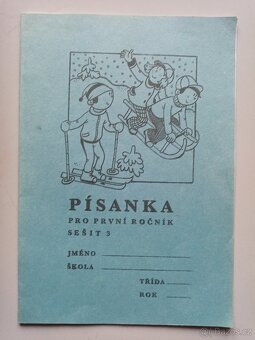 PÍSANKA
PRO PRVNÍ ROČNÍK
SEŠIT 3
JMÉNO
ŠKOLA
TŘÍDA
ROK